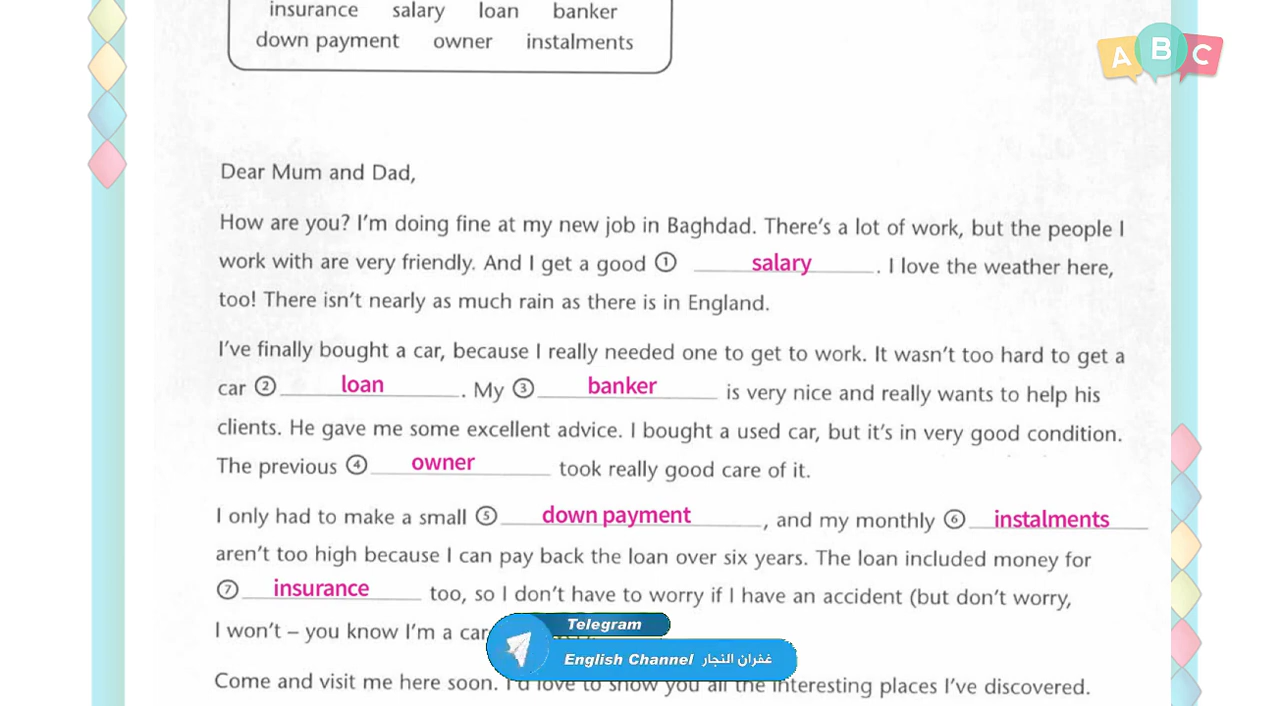 insurance salary loan banker
down payment owner instalments
A B C
Dear Mum and Dad,
How are you? I'm doing fine at my new job in Baghdad. There's a lot of work, but the people I
work with are very friendly. And I get a good ① salary. I love the weather here,
too! There isn't nearly as much rain as there is in England.
I've finally bought a car, because I really needed one to get to work. It wasn't too hard to get a
car ② loan. My ③ banker is very nice and really wants to help his
clients. He gave me some excellent advice. I bought a used car, but it's in very good condition.
The previous ④ owner took really good care of it.
I only had to make a small ⑤ down payment, and my monthly ⑥ instalments
aren't too high because I can pay back the loan over six years. The loan included money for
⑦ insurance too, so I don't have to worry if I have an accident (but don't worry,
I won't – you know I'm a car
Telegram
English Channel غفران النجار
Come and visit me here soon. I'd love to show you all the interesting places I've discovered.